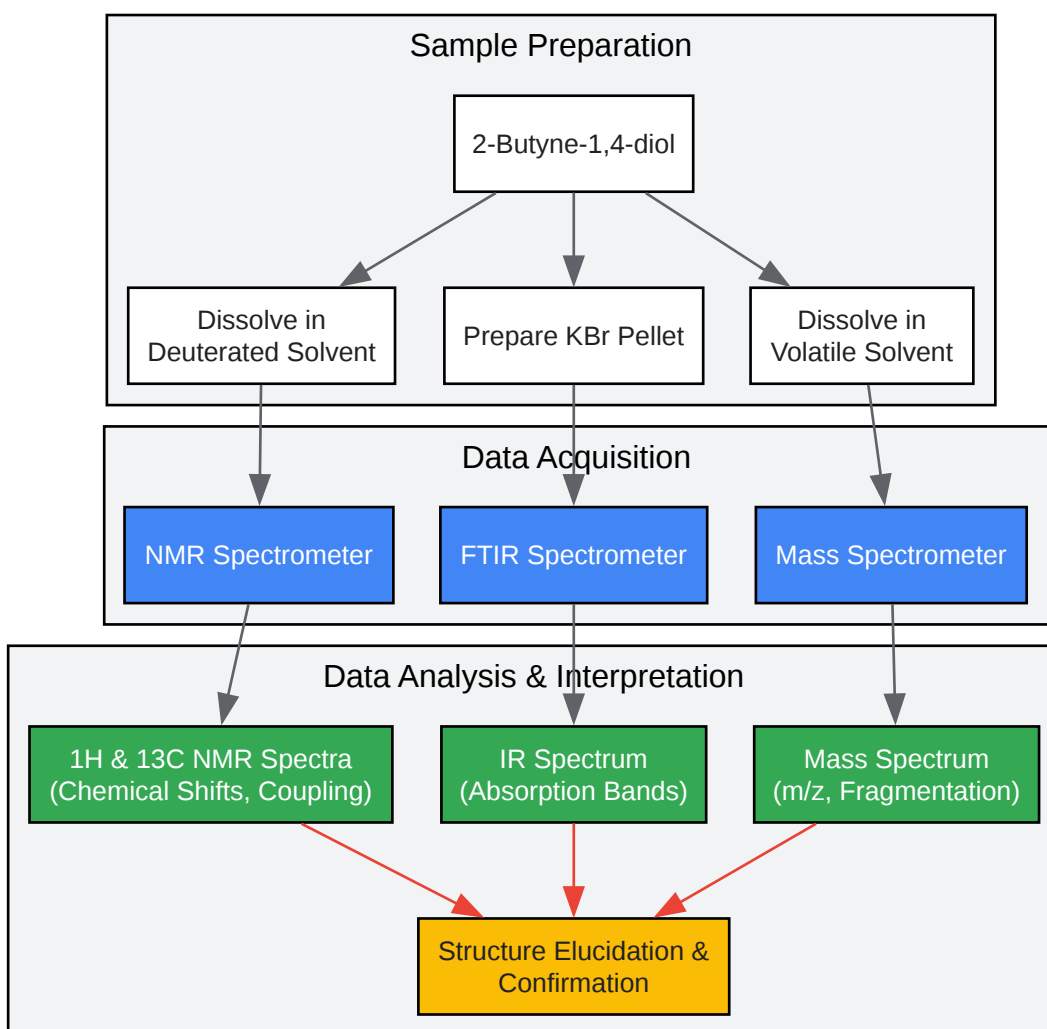 Sample Preparation
2-Butyne-1,4-diol
Dissolve in
Deuterated Solvent
Prepare KBr Pellet
Dissolve in
Volatile Solvent
Data Acquisition
NMR Spectrometer
FTIR Spectrometer
Mass Spectrometer
Data Analysis & Interpretation
1H & 13C NMR Spectra
(Chemical Shifts, Coupling)
IR Spectrum
(Absorption Bands)
Mass Spectrum
(m/z, Fragmentation)
Structure Elucidation &
Confirmation